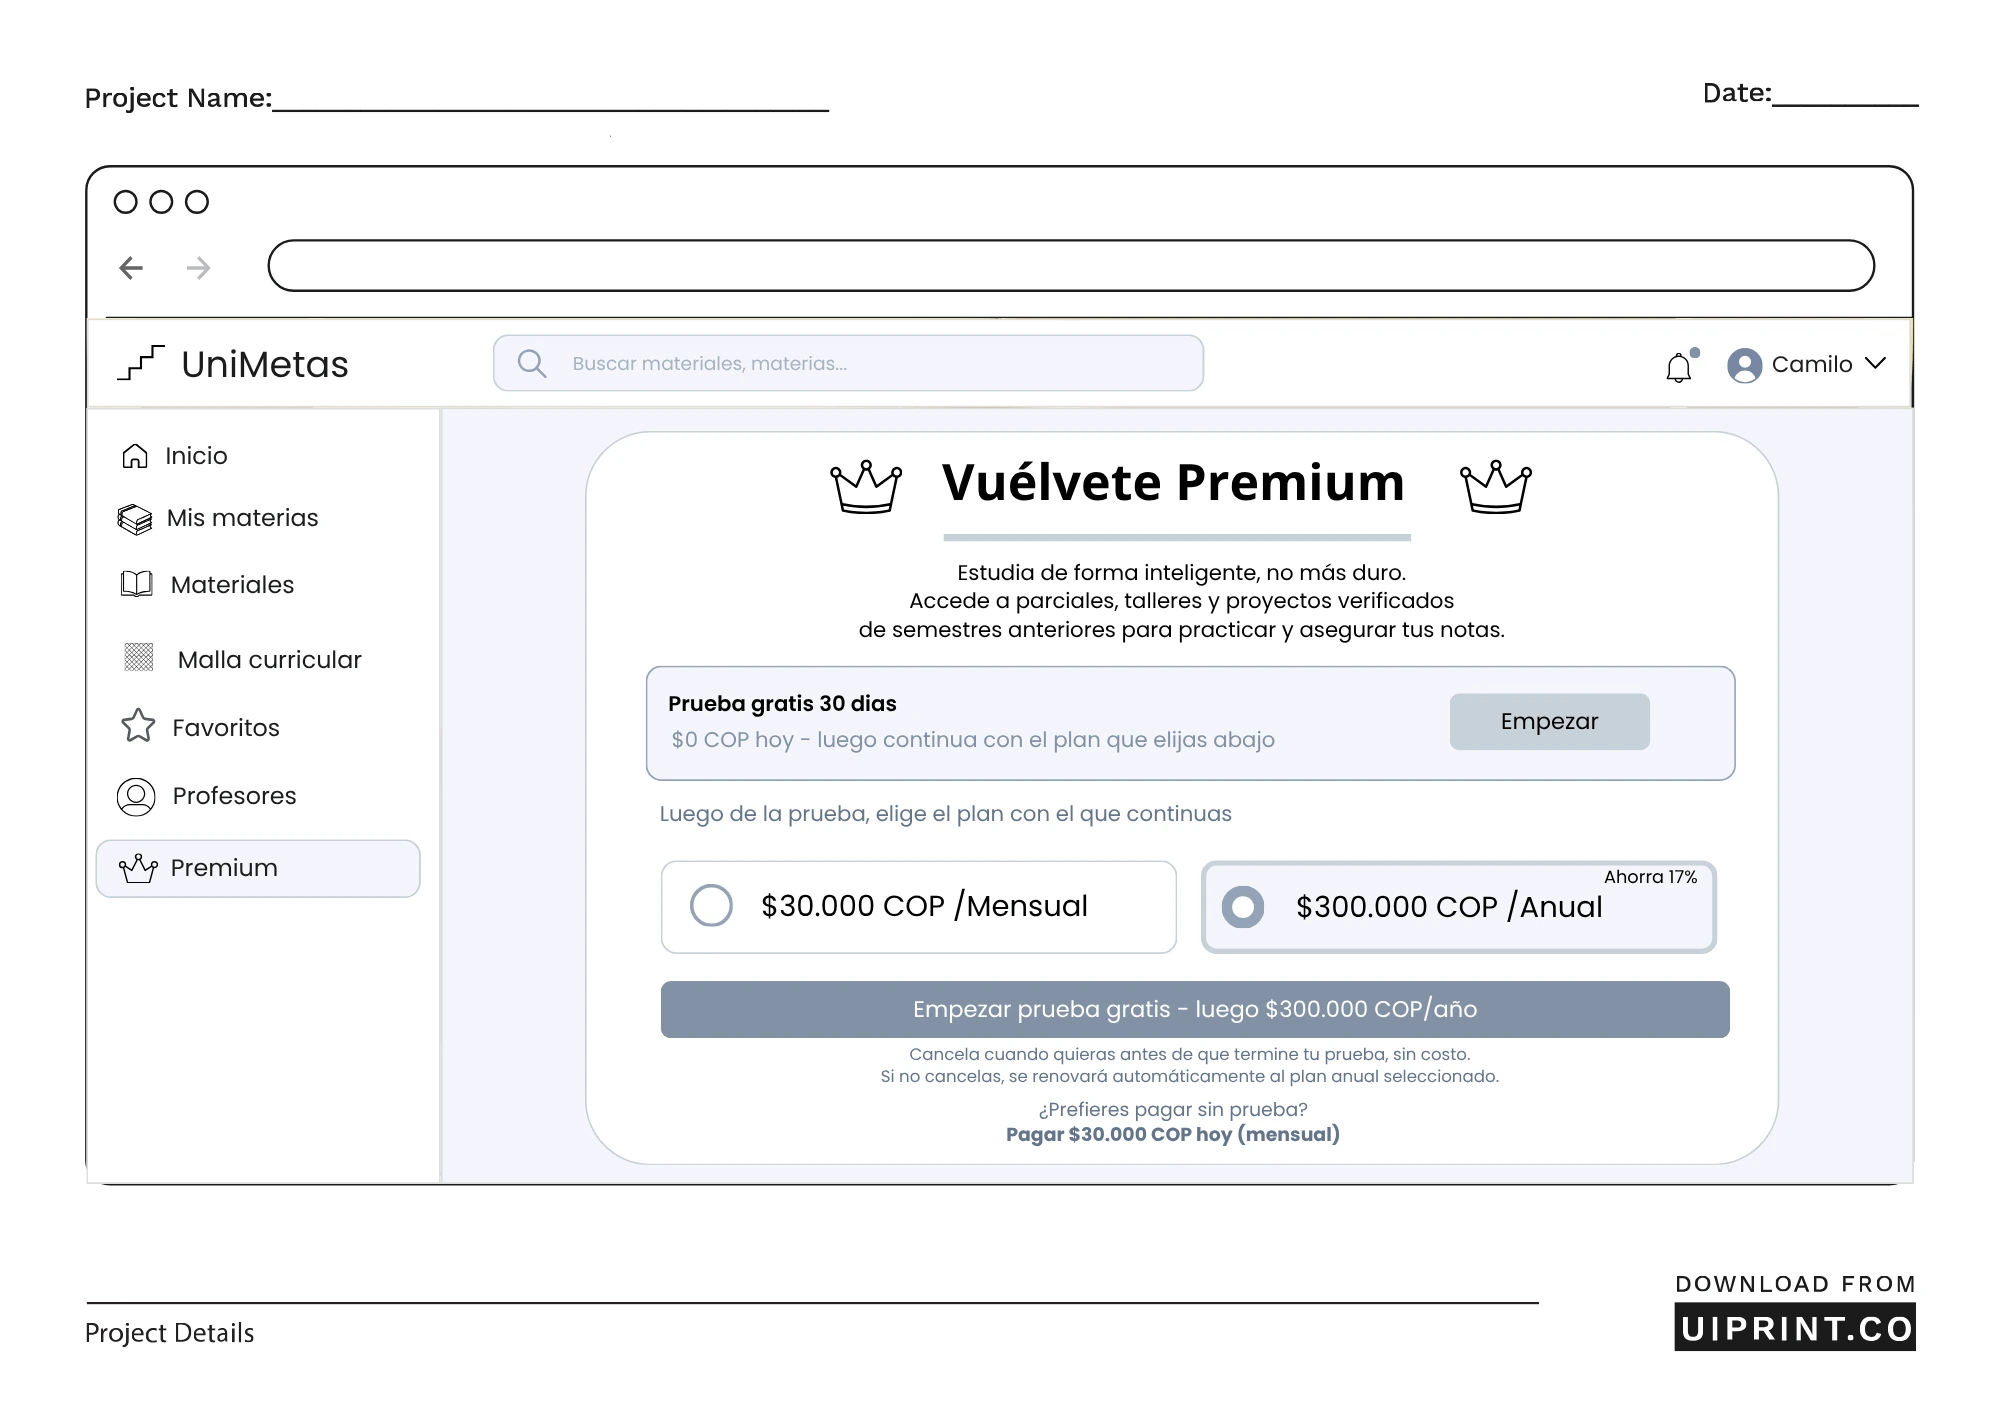 Project Name:
Date:
UniMetas
Buscar materiales, materias...
Camilo
Inicio
Mis materias
Materiales
Malla curricular
Favoritos
Profesores
Premium
Vuélvete Premium
Estudia de forma inteligente, no más duro.
Accede a parciales, talleres y proyectos verificados
de semestres anteriores para practicar y asegurar tus notas.
Prueba gratis 30 dias
$0 COP hoy - luego continua con el plan que elijas abajo
Empezar
Luego de la prueba, elige el plan con el que continuas
$30.000 COP /Mensual
Ahorra 17%
$300.000 COP /Anual
Empezar prueba gratis - luego $300.000 COP/año
Cancela cuando quieras antes de que termine tu prueba, sin costo.
Si no cancelas, se renovará automáticamente al plan anual seleccionado.
¿Prefieres pagar sin prueba?
Pagar $30.000 COP hoy (mensual)
Project Details
DOWNLOAD FROM
UIPRINT.CO